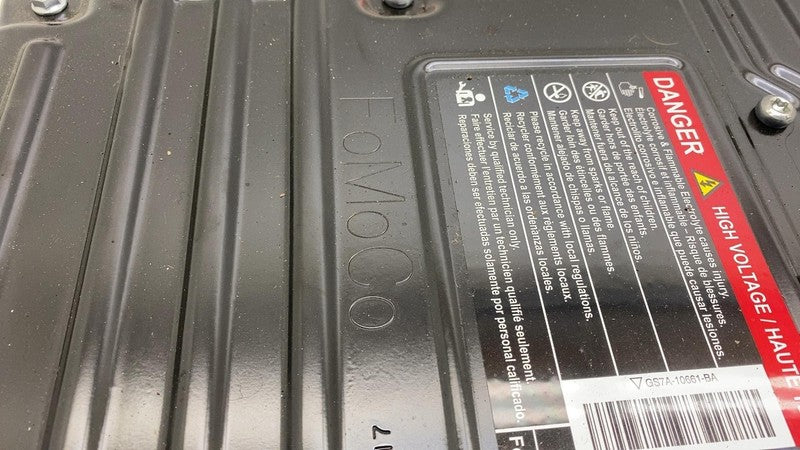 FoMoCo
DANGER HIGH VOLTAGE / HAUTE
Corrosive & Flammable Electrolyte causes injury.
Électrolyte corrosif et inflammable – Risque de blessures.
Electrolito corrosivo e inflamable que puede causar lesiones.
Keep out of the reach of children.
Garder hors de portée des enfants.
Mantener fuera del alcance de los niños.
Keep away from sparks or flame.
Garder loin des étincelles ou des flammes.
Mantener alejado de chispas o llamas.
Please recycle in accordance with local regulations.
Recycler conformément aux règlements locaux.
Reciclar de acuerdo a las ordenanzas locales.
Service by qualified technician only.
Faire effectuer l'entretien par un technicien qualifié seulement.
Reparaciones deben ser efectuadas solamente por personal calificado.
GS7A-10661-BA